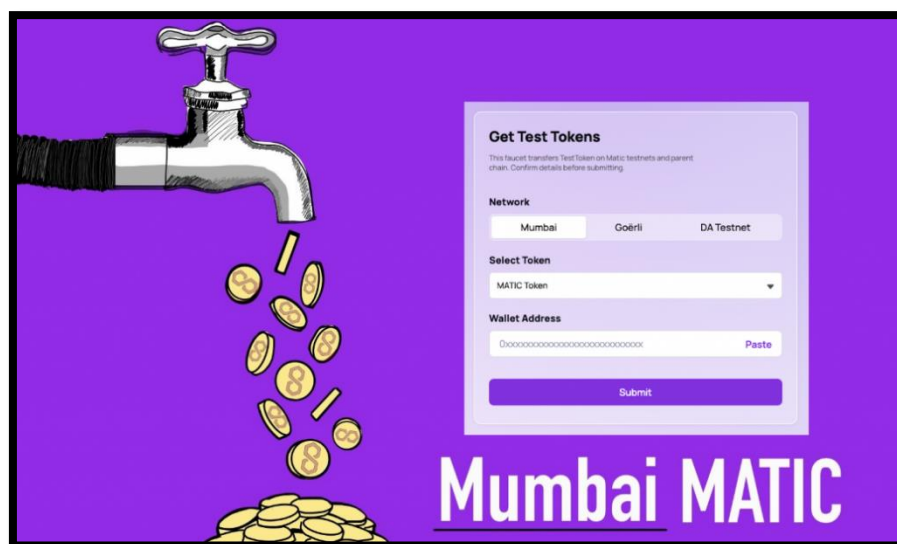 Get Test Tokens
This faucet transfers TestToken on Matic testnets and parent
chain. Confirm details before submitting.
Network
Mumbai Goërli DA Testnet
Select Token
MATIC Token
Wallet Address
Paste
Submit
Mumbai MATIC